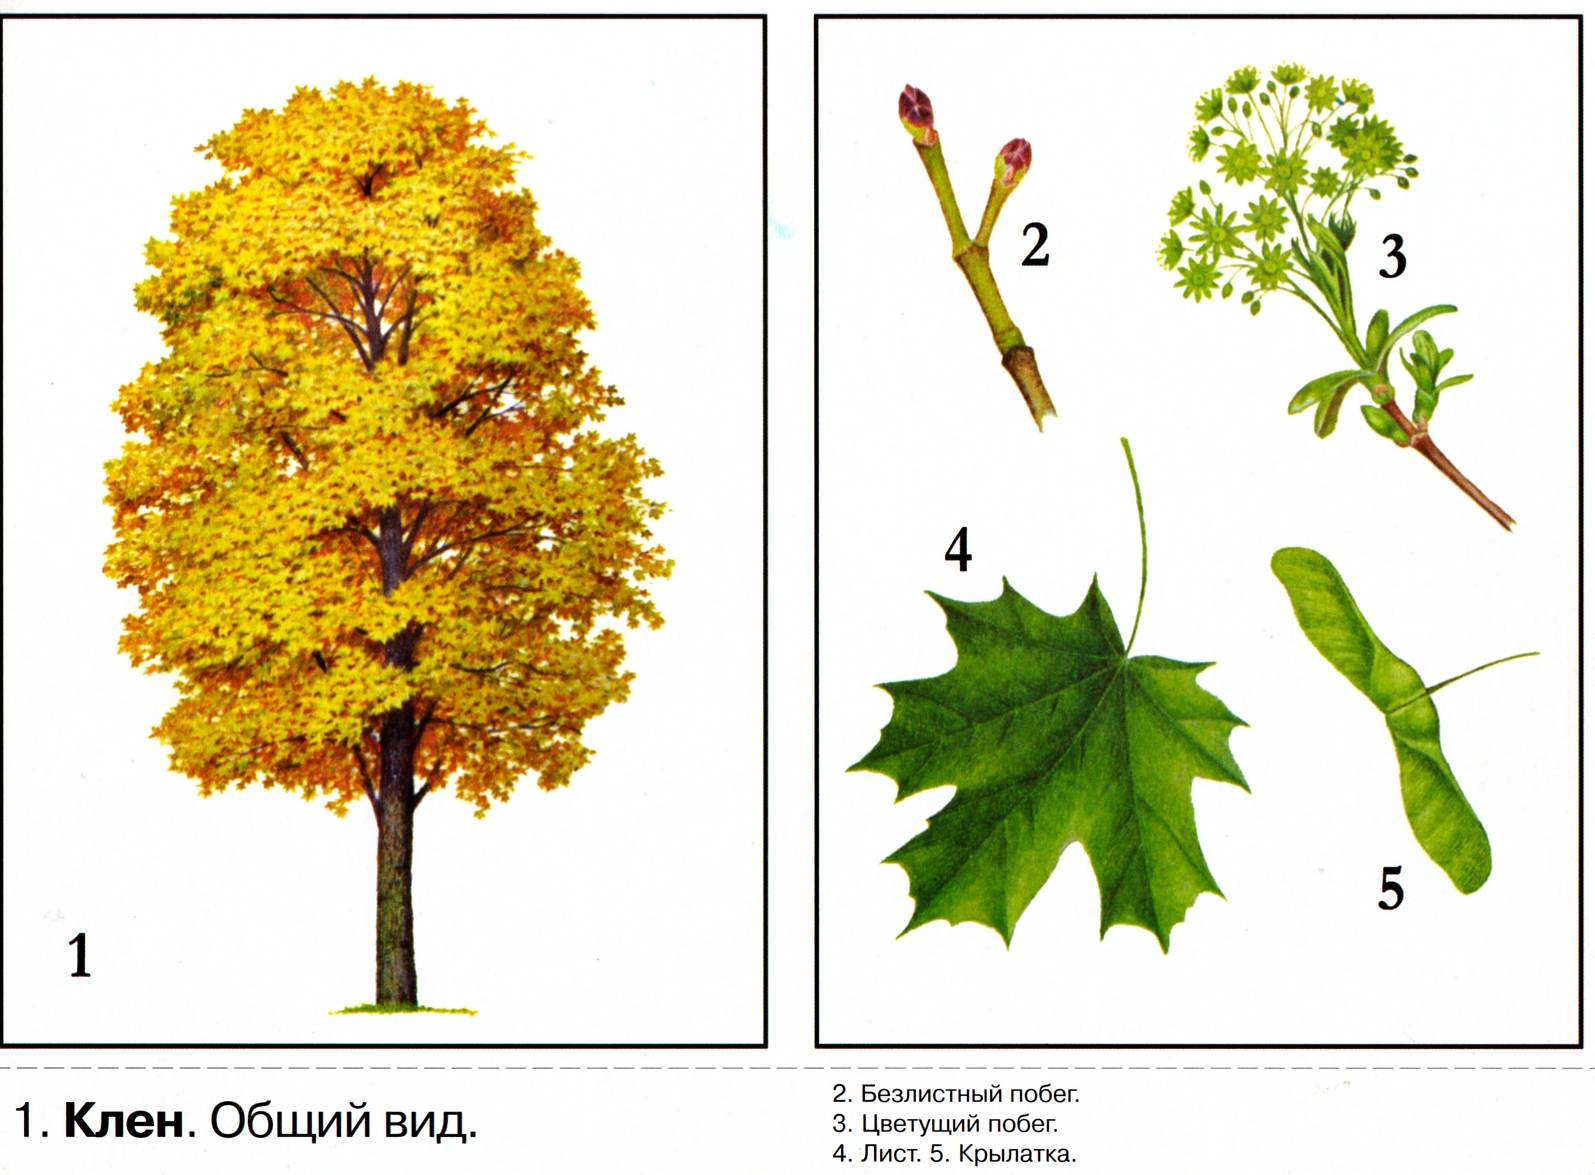 1
2
3
4
5
1. Клен. Общий вид.
2. Безлистный побег.
3. Цветущий побег.
4. Лист. 5. Крылатка.